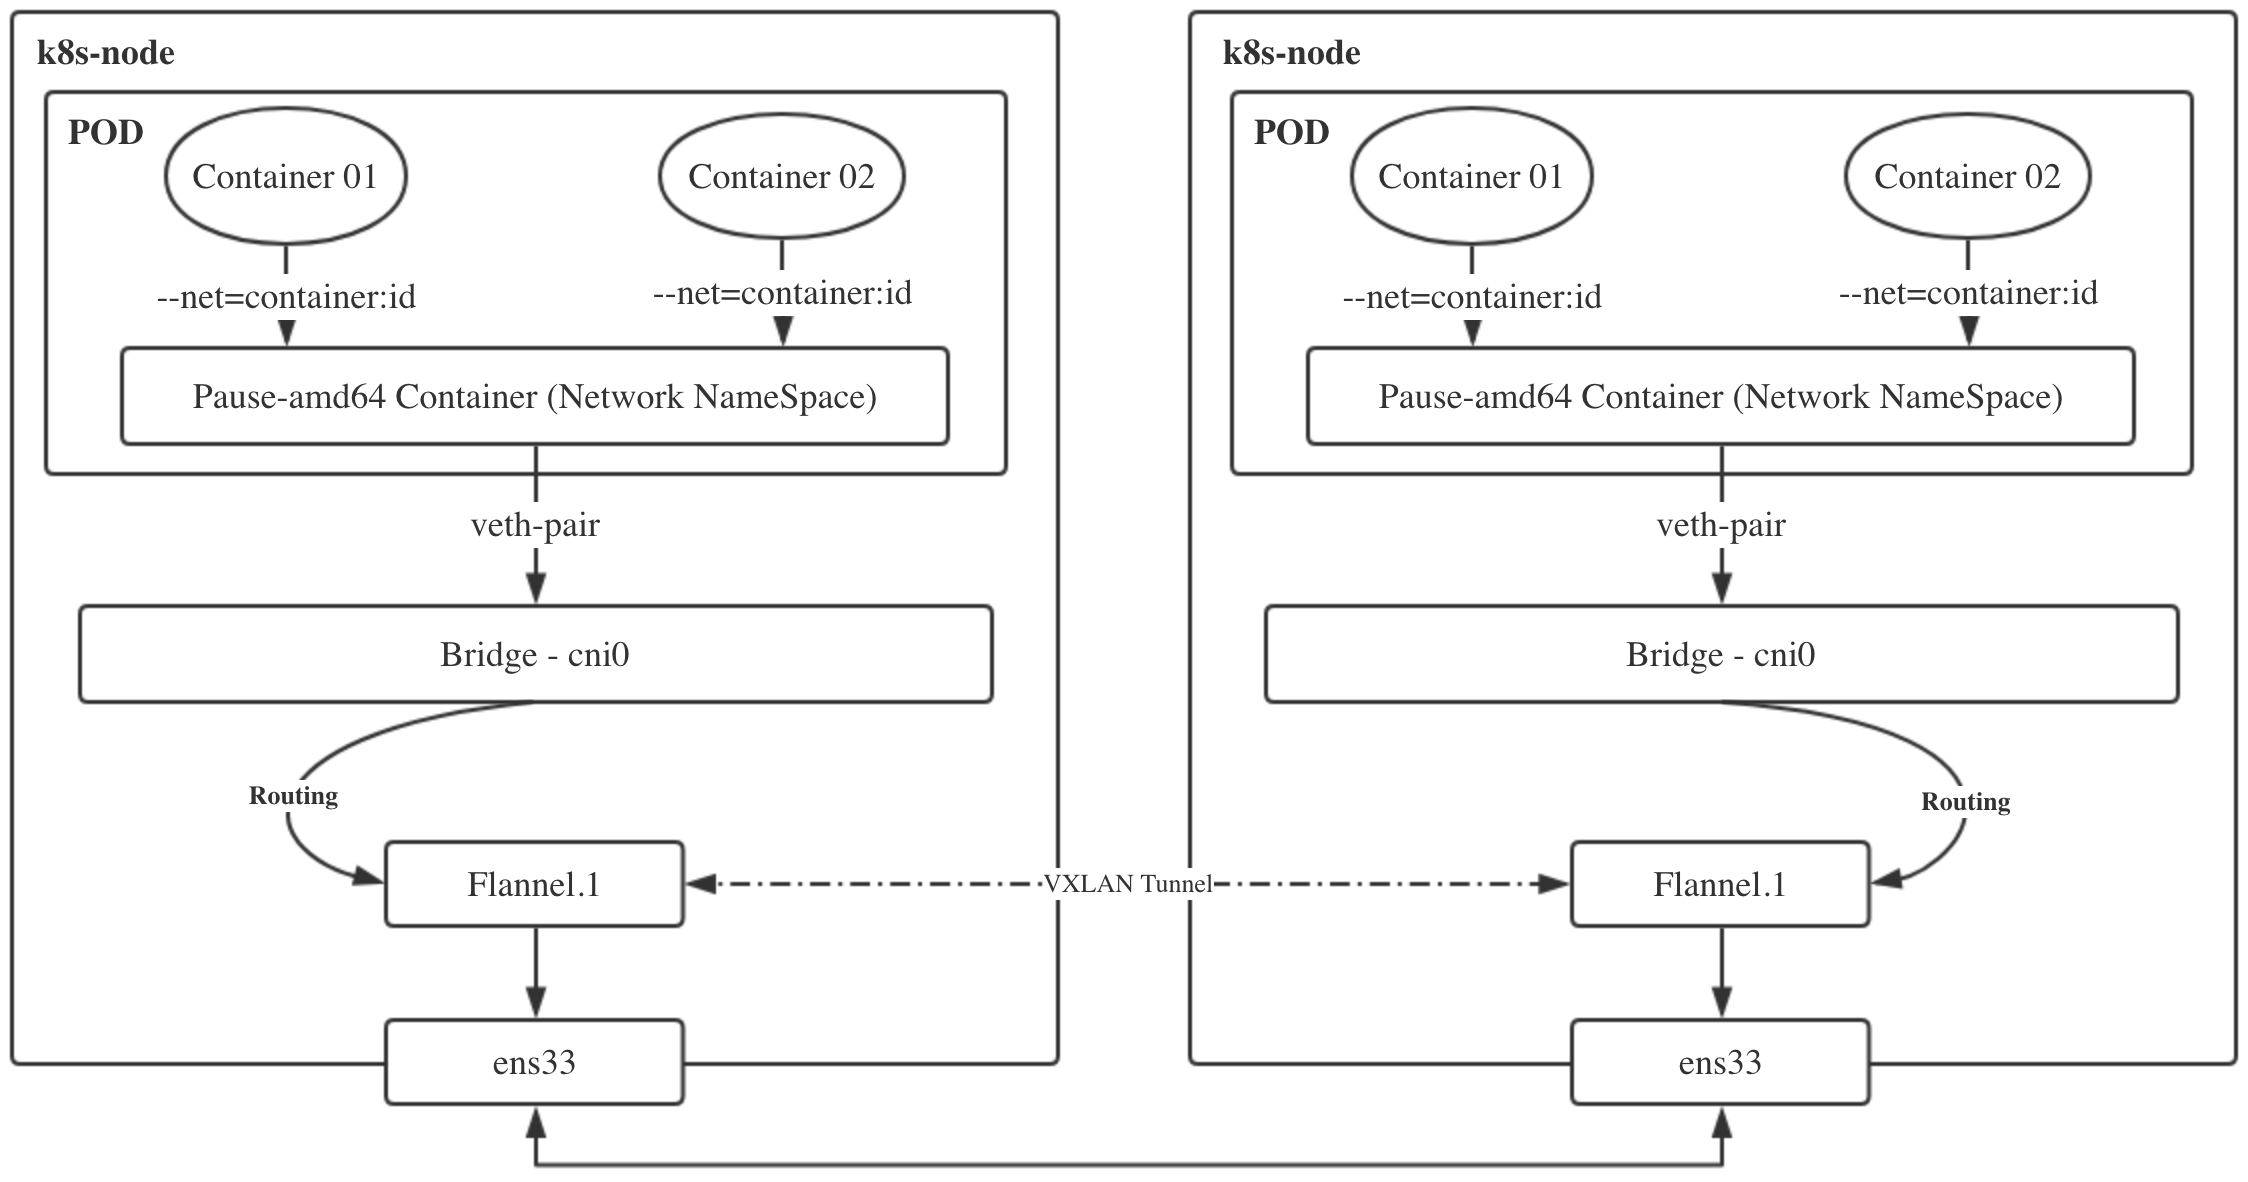 k8s-node
POD
Container 01
Container 02
--net=container:id
--net=container:id
Pause-amd64 Container (Network NameSpace)
veth-pair
Bridge - cni0
Routing
Flannel.1
ens33
VXLAN Tunnel
k8s-node
POD
Container 01
Container 02
--net=container:id
--net=container:id
Pause-amd64 Container (Network NameSpace)
veth-pair
Bridge - cni0
Routing
Flannel.1
ens33